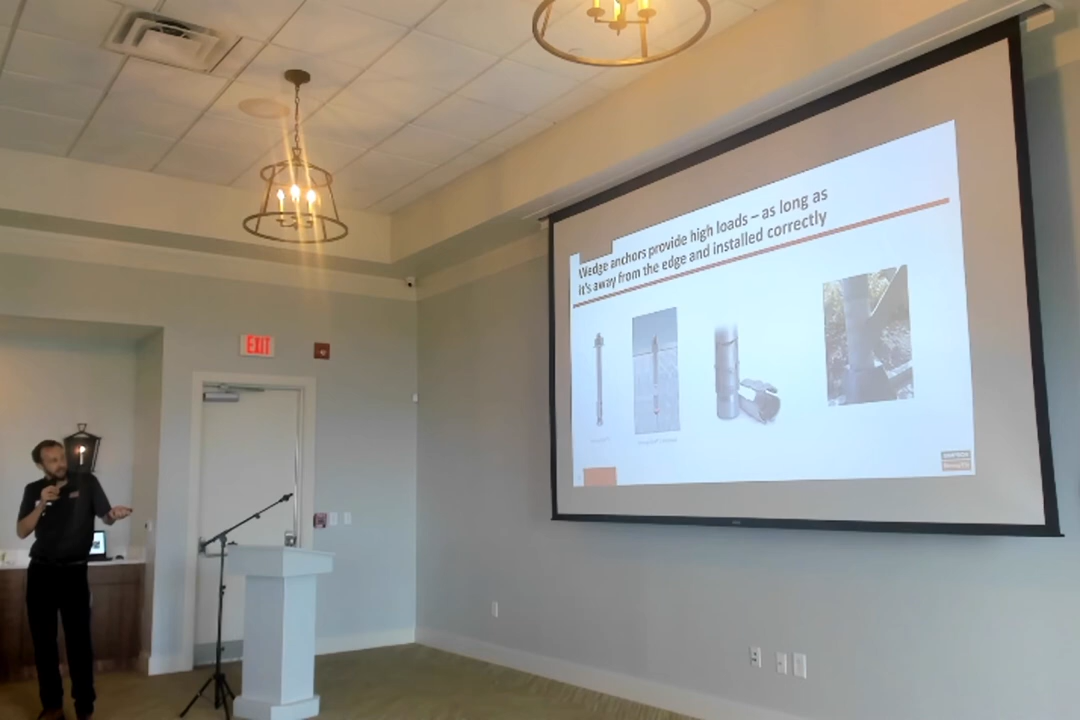 Wedge anchors provide high loads – as long as
it's away from the edge and installed correctly
EXIT